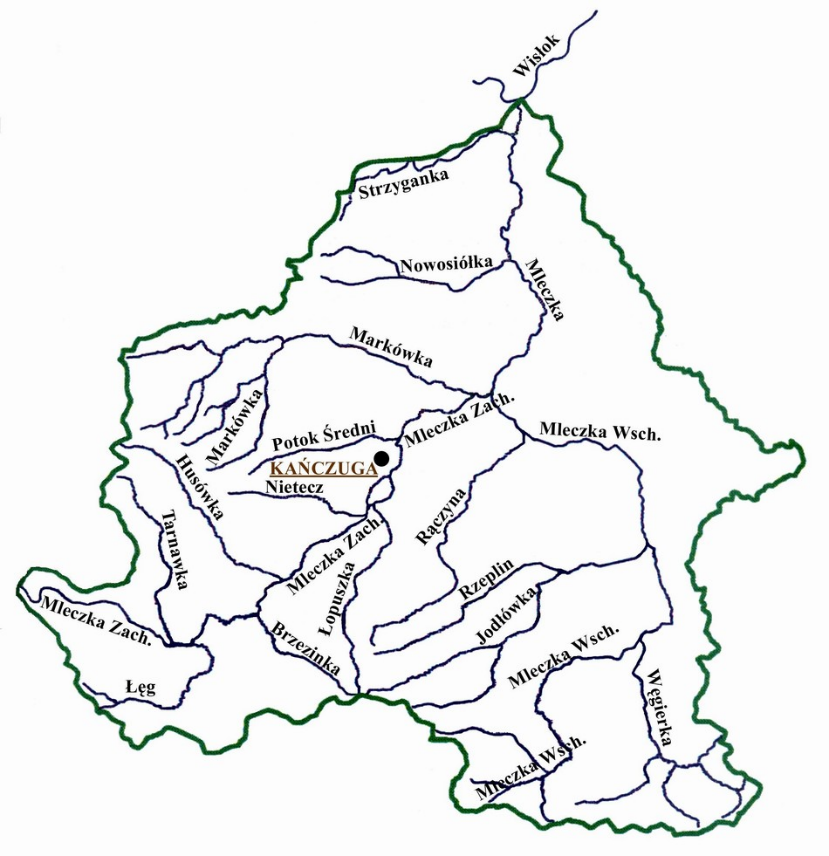 Wisłok
Strzyganka
Nowosiółka
Mleczka
Markówka
Markówka
Mleczka Zach.
Potok Średni
Mleczka Wsch.
KAŃCZUGA
Nietecz
Husówka
Rączyna
Tarnawka
Mleczka Zach.
Łopuszka
Rzeplin
Jodłówka
Mleczka Zach.
Brzezinka
Mleczka Wsch.
Łęg
Węgierka
Mleczka Wsch.